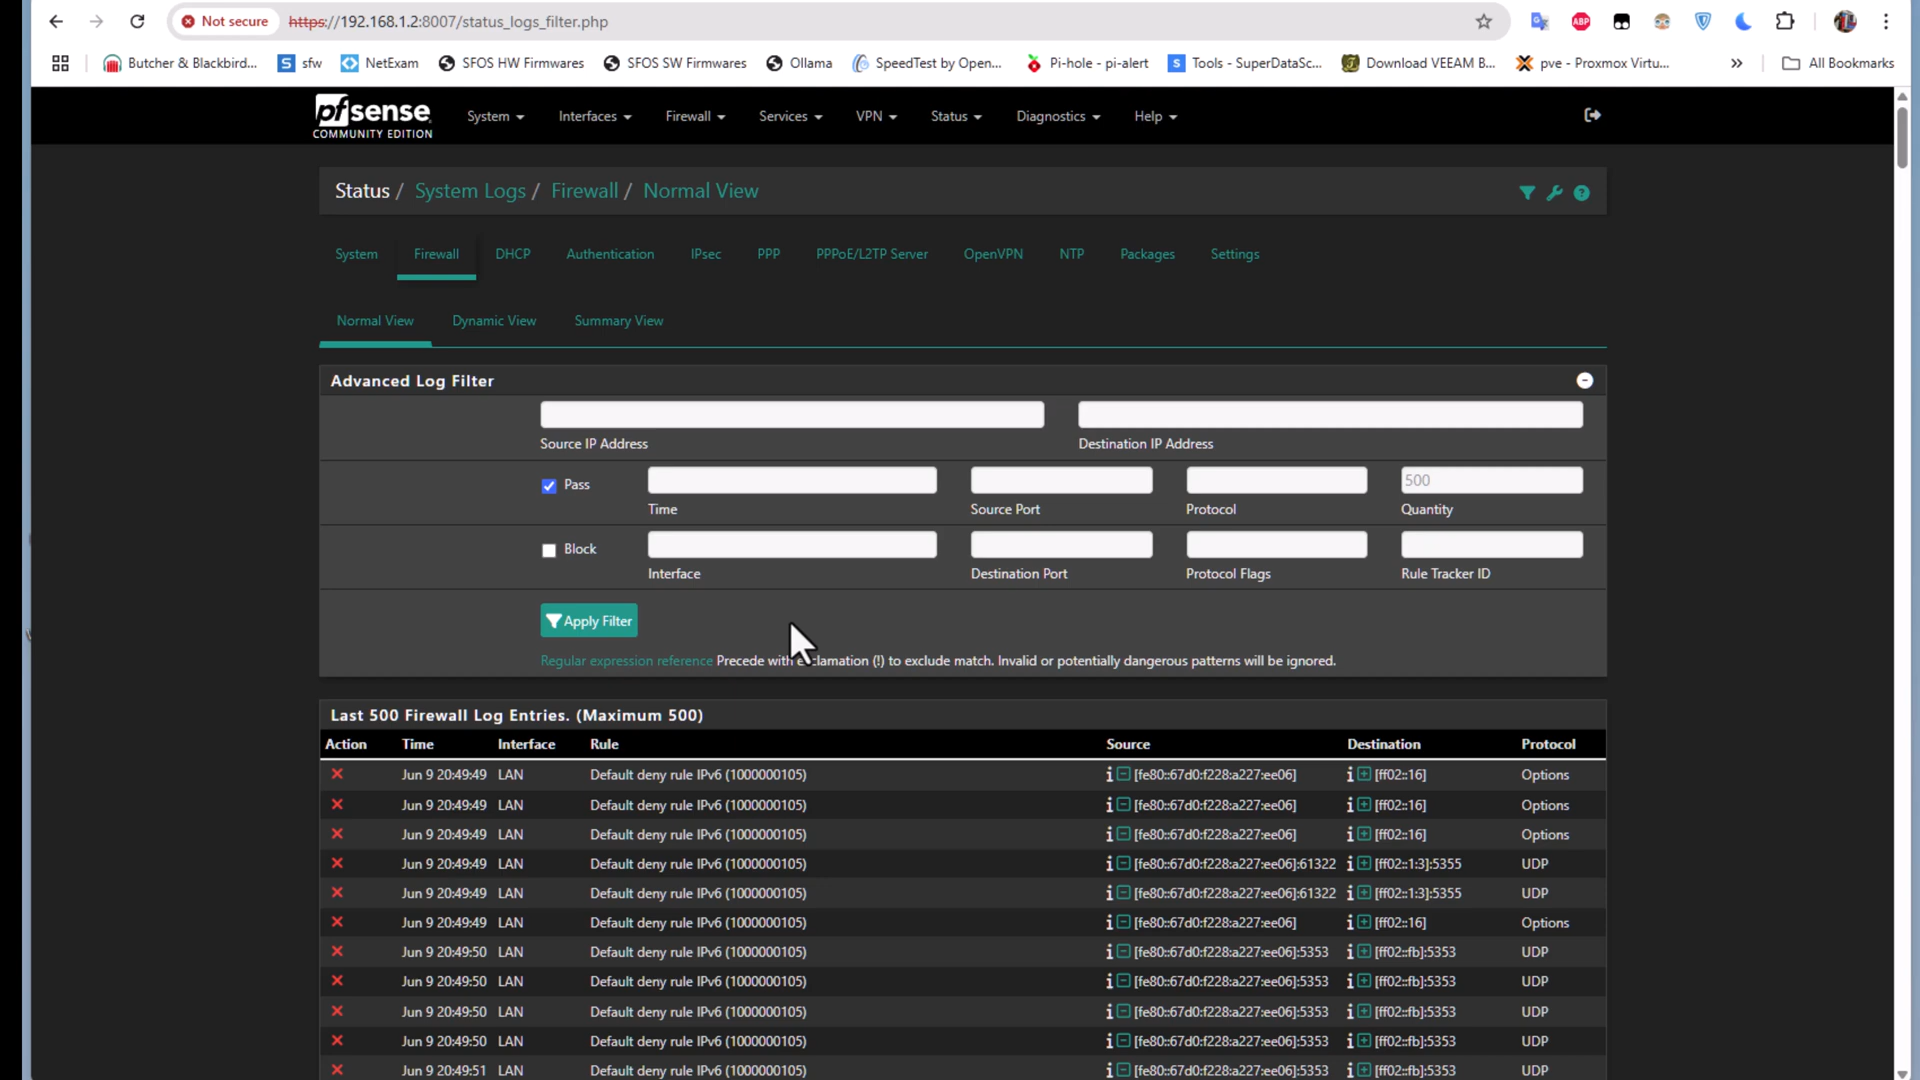 Not secure https://192.168.1.2:8007/status_logs_filter.php ABP
Butcher & Blackbird... sfw NetExam SFOS HW Firmwares SFOS SW Firmwares Ollama SpeedTest by Open... Pi-hole - pi-alert Tools - SuperDataSc... Download VEEAM B... pve - Proxmox Virtu... » All Bookmarks
pfsense COMMUNITY EDITION System Interfaces Firewall Services VPN Status Diagnostics Help
Status / System Logs / Firewall / Normal View
System Firewall DHCP Authentication IPsec PPP PPPoE/L2TP Server OpenVPN NTP Packages Settings
Normal View Dynamic View Summary View
Advanced Log Filter
Source IP Address Destination IP Address
Pass 500
Time Source Port Protocol Quantity
Block
Interface Destination Port Protocol Flags Rule Tracker ID
Apply Filter
Regular expression reference Precede with clamation (!) to exclude match. Invalid or potentially dangerous patterns will be ignored.
Last 500 Firewall Log Entries. (Maximum 500)
Action Time Interface Rule Source Destination Protocol
Jun 9 20:49:49 LAN Default deny rule IPv6 (1000000105) [fe80::67d0:f228:a227:ee06] [ff02::16] Options
Jun 9 20:49:49 LAN Default deny rule IPv6 (1000000105) [fe80::67d0:f228:a227:ee06] [ff02::16] Options
Jun 9 20:49:49 LAN Default deny rule IPv6 (1000000105) [fe80::67d0:f228:a227:ee06] [ff02::16] Options
Jun 9 20:49:49 LAN Default deny rule IPv6 (1000000105) [fe80::67d0:f228:a227:ee06]:61322 [ff02::1:3]:5355 UDP
Jun 9 20:49:49 LAN Default deny rule IPv6 (1000000105) [fe80::67d0:f228:a227:ee06]:61322 [ff02::1:3]:5355 UDP
Jun 9 20:49:49 LAN Default deny rule IPv6 (1000000105) [fe80::67d0:f228:a227:ee06] [ff02::16] Options
Jun 9 20:49:50 LAN Default deny rule IPv6 (1000000105) [fe80::67d0:f228:a227:ee06]:5353 [ff02::fb]:5353 UDP
Jun 9 20:49:50 LAN Default deny rule IPv6 (1000000105) [fe80::67d0:f228:a227:ee06]:5353 [ff02::fb]:5353 UDP
Jun 9 20:49:50 LAN Default deny rule IPv6 (1000000105) [fe80::67d0:f228:a227:ee06]:5353 [ff02::fb]:5353 UDP
Jun 9 20:49:50 LAN Default deny rule IPv6 (1000000105) [fe80::67d0:f228:a227:ee06]:5353 [ff02::fb]:5353 UDP
Jun 9 20:49:51 LAN Default deny rule IPv6 (1000000105) [fe80::67d0:f228:a227:ee06]:5353 [ff02::fb]:5353 UDP